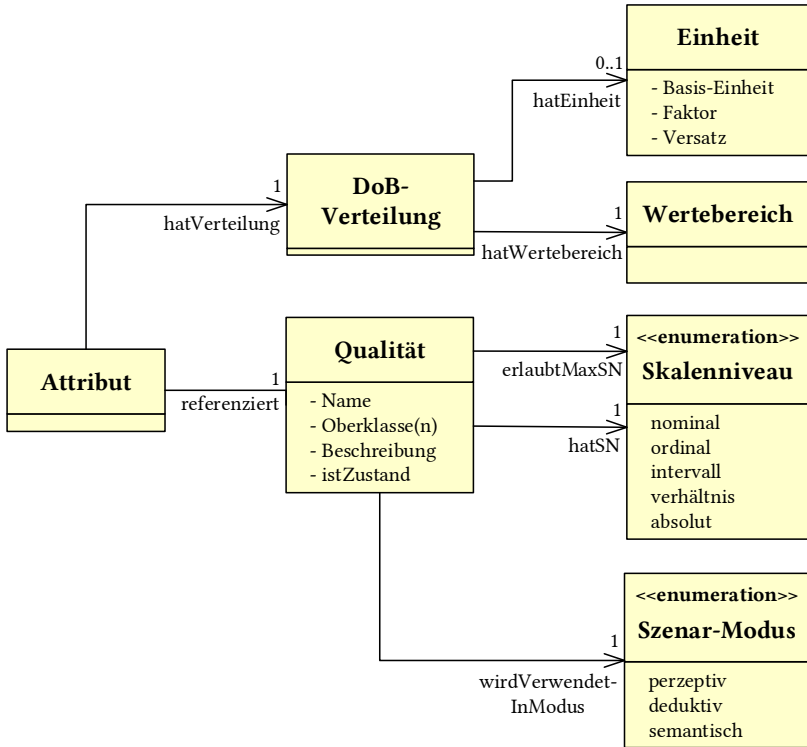 Einheit
- Basis-Einheit
- Faktor
- Versatz
0..1
hatEinheit
DoB-
Verteilung
1
hatVerteilung
1
hatWertebereich
Wertebereich
Attribut
1
referenziert
Qualität
- Name
- Oberklasse(n)
- Beschreibung
- istZustand
1
erlaubtMaxSN
1
hatSN
<<enumeration>>
Skalenniveau
nominal
ordinal
intervall
verhältnis
absolut
1
wirdVerwendet-
InModus
<<enumeration>>
Szenar-Modus
perzeptiv
deduktiv
semantisch